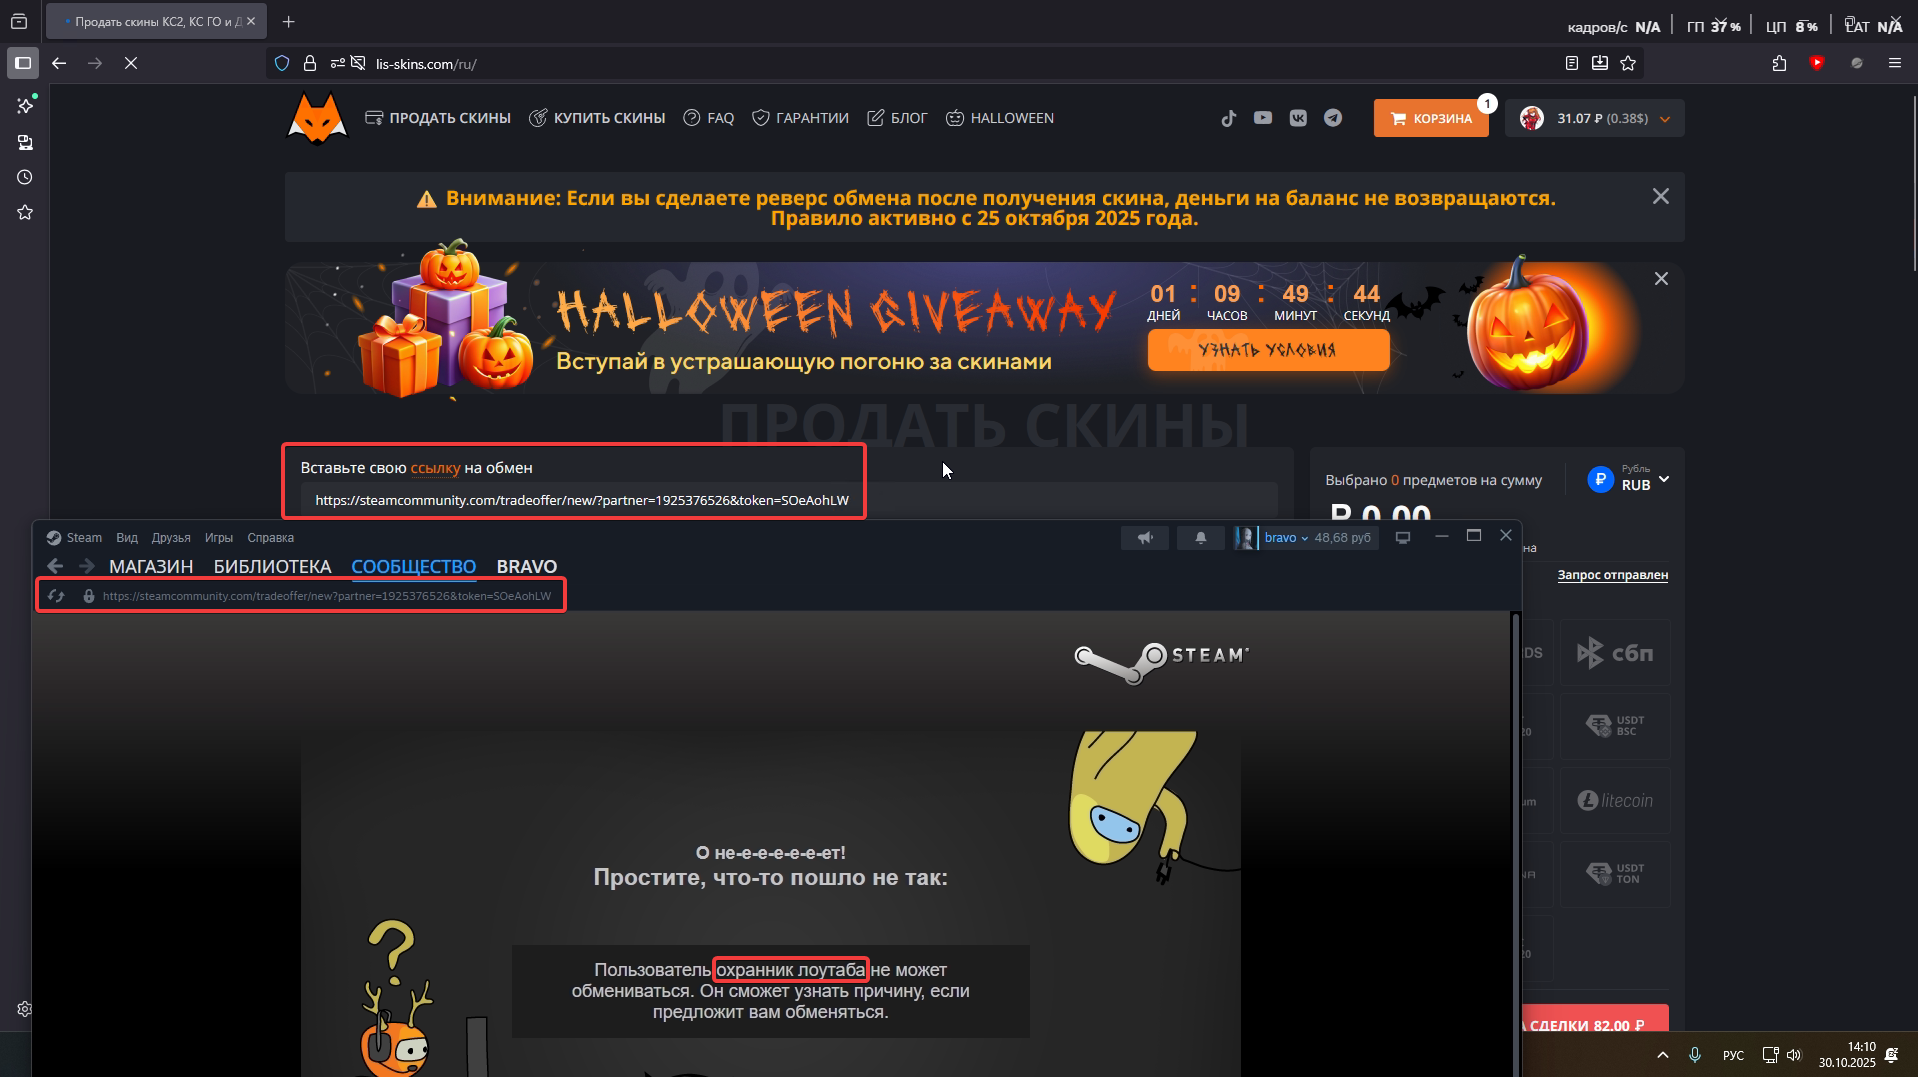 Продать скины КС2, КС ГО и Д
кадров/с N/A ГП 37 % ЦП 8 % LAT N/A
lis-skins.com/ru/
ПРОДАТЬ СКИНЫ КУПИТЬ СКИНЫ FAQ ГАРАНТИИ БЛОГ HALLOWEEN
КОРЗИНА 1 31.07 ₽ (0.38$)
Внимание: Если вы сделаете реверс обмена после получения скина, деньги на баланс не возвращаются.
Правило активно с 25 октября 2025 года.
HALLOWEEN GIVEAWAY
Вступай в устрашающую погоню за скинами
01 : 09 : 49 : 44
ДНЕЙ ЧАСОВ МИНУТ СЕКУНД
УЗНАТЬ УСЛОВИЯ
ПРОДАТЬ СКИНЫ
Вставьте свою ссылку на обмен
https://steamcommunity.com/tradeoffer/new/?partner=1925376526&token=SOeAohLW
Выбрано 0 предметов на сумму
Рубль
RUB
₽ 0.00
на
Запрос отправлен
Steam Вид Друзья Игры Справка
bravo 48,68 руб
МАГАЗИН БИБЛИОТЕКА СООБЩЕСТВО BRAVO
https://steamcommunity.com/tradeoffer/new?partner=1925376526&token=SOeAohLW
STEAM
О не-е-е-е-е-е-ет!
Простите, что-то пошло не так:
Пользователь охранник лоутаба не может
обмениваться. Он сможет узнать причину, если
предложит вам обменяться.
DS
сбп
20
USDT
BSC
um
litecoin
NA
USDT
TON
20
СДЕЛКИ 82.00 ₽
РУС
14:10
30.10.2025